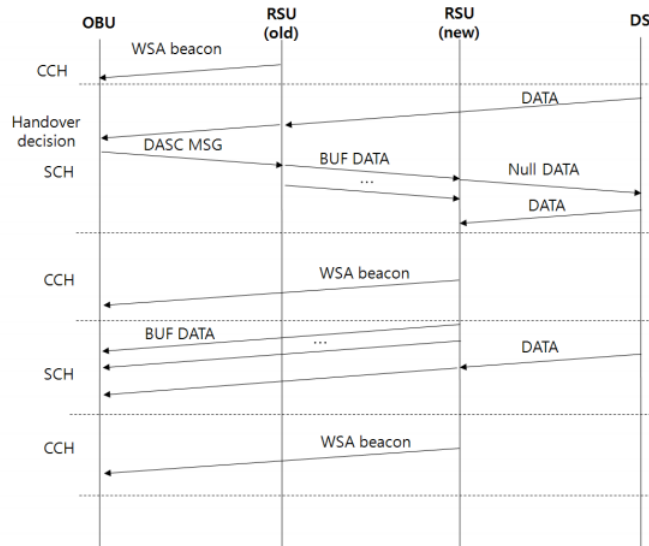 OBU
RSU
(old)
RSU
(new)
DS
WSA beacon
CCH
DATA
Handover
decision
DASC MSG
BUF DATA
SCH
Null DATA
...
DATA
CCH
WSA beacon
BUF DATA
...
DATA
SCH
CCH
WSA beacon